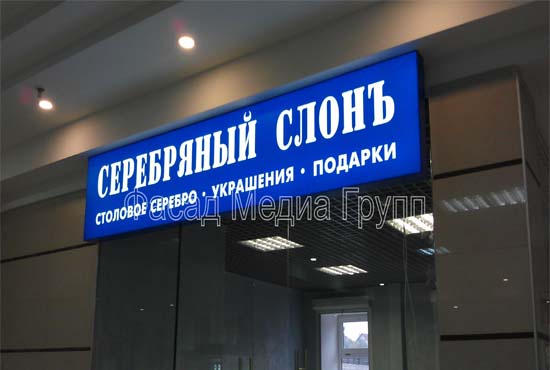 СЕРЕБРЯНЫЙ СЛОНЪ
СТОЛОВОЕ СЕРЕБРО • УКРАШЕНИЯ • ПОДАРКИ
Фасад Медиа Групп